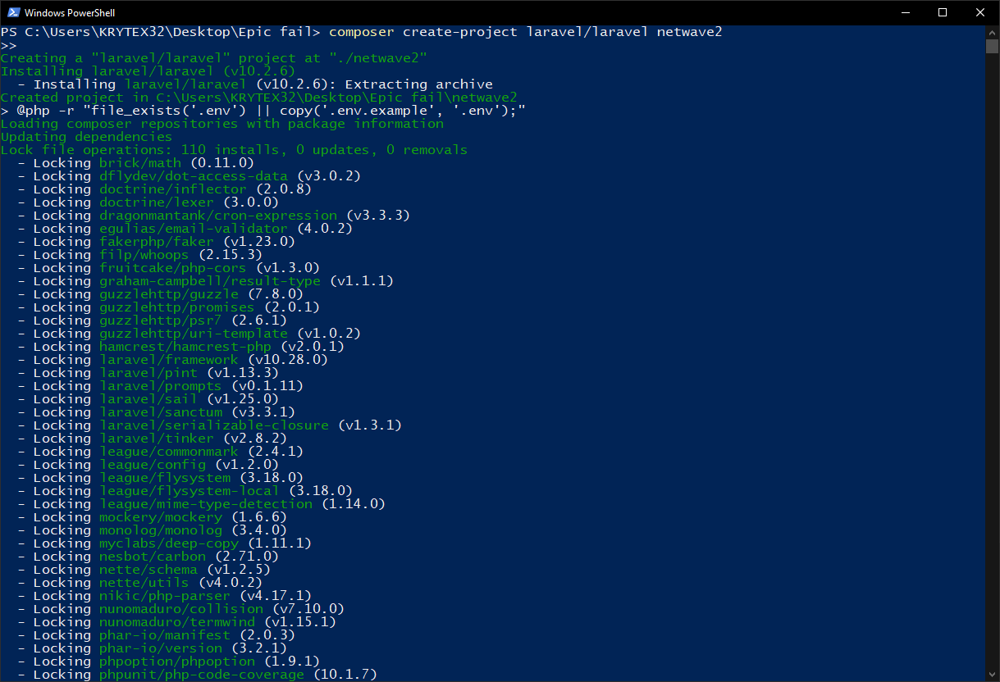 Windows PowerShell
PS C:\Users\KRYTEX32\Desktop\Epic fail> composer create-project laravel/laravel netwave2
>>
Creating a "laravel/laravel" project at "./netwave2"
Installing laravel/laravel (v10.2.6)
  - Installing laravel/laravel (v10.2.6): Extracting archive
Created project in C:\Users\KRYTEX32\Desktop\Epic fail\netwave2
> @php -r "file_exists('.env') || copy('.env.example', '.env');"
Loading composer repositories with package information
Updating dependencies
Lock file operations: 110 installs, 0 updates, 0 removals
  - Locking brick/math (0.11.0)
  - Locking dflydev/dot-access-data (v3.0.2)
  - Locking doctrine/inflector (2.0.8)
  - Locking doctrine/lexer (3.0.0)
  - Locking dragonmantank/cron-expression (v3.3.3)
  - Locking egulias/email-validator (4.0.2)
  - Locking fakerphp/faker (v1.23.0)
  - Locking filp/whoops (2.15.3)
  - Locking fruitcake/php-cors (v1.3.0)
  - Locking graham-campbell/result-type (v1.1.1)
  - Locking guzzlehttp/guzzle (7.8.0)
  - Locking guzzlehttp/promises (2.0.1)
  - Locking guzzlehttp/psr7 (2.6.1)
  - Locking guzzlehttp/uri-template (v1.0.2)
  - Locking hamcrest/hamcrest-php (v2.0.1)
  - Locking laravel/framework (v10.28.0)
  - Locking laravel/pint (v1.13.3)
  - Locking laravel/prompts (v0.1.11)
  - Locking laravel/sail (v1.25.0)
  - Locking laravel/sanctum (v3.3.1)
  - Locking laravel/serializable-closure (v1.3.1)
  - Locking laravel/tinker (v2.8.2)
  - Locking league/commonmark (2.4.1)
  - Locking league/config (v1.2.0)
  - Locking league/flysystem (3.18.0)
  - Locking league/flysystem-local (3.18.0)
  - Locking league/mime-type-detection (1.14.0)
  - Locking mockery/mockery (1.6.6)
  - Locking monolog/monolog (3.4.0)
  - Locking myclabs/deep-copy (1.11.1)
  - Locking nesbot/carbon (2.71.0)
  - Locking nette/schema (v1.2.5)
  - Locking nette/utils (v4.0.2)
  - Locking nikic/php-parser (v4.17.1)
  - Locking nunomaduro/collision (v7.10.0)
  - Locking nunomaduro/termwind (v1.15.1)
  - Locking phar-io/manifest (2.0.3)
  - Locking phar-io/version (3.2.1)
  - Locking phpoption/phpoption (1.9.1)
  - Locking phpunit/php-code-coverage (10.1.7)